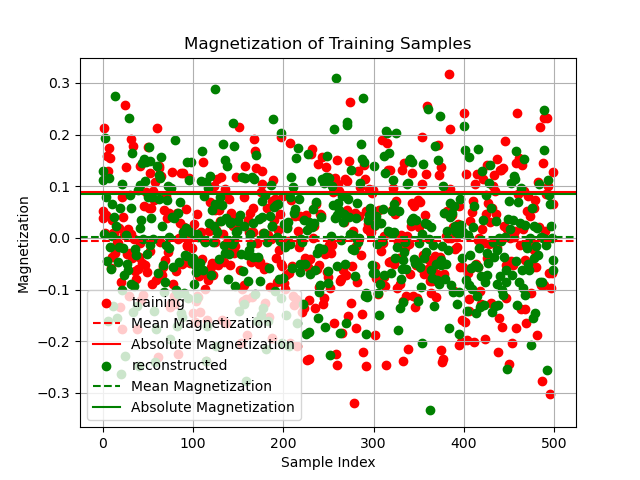 Magnetization of Training Samples
Magnetization
0.3
0.2
0.1
0.0
−0.1
−0.2
−0.3
training
Mean Magnetization
Absolute Magnetization
reconstructed
Mean Magnetization
Absolute Magnetization
0 100 200 300 400 500
Sample Index